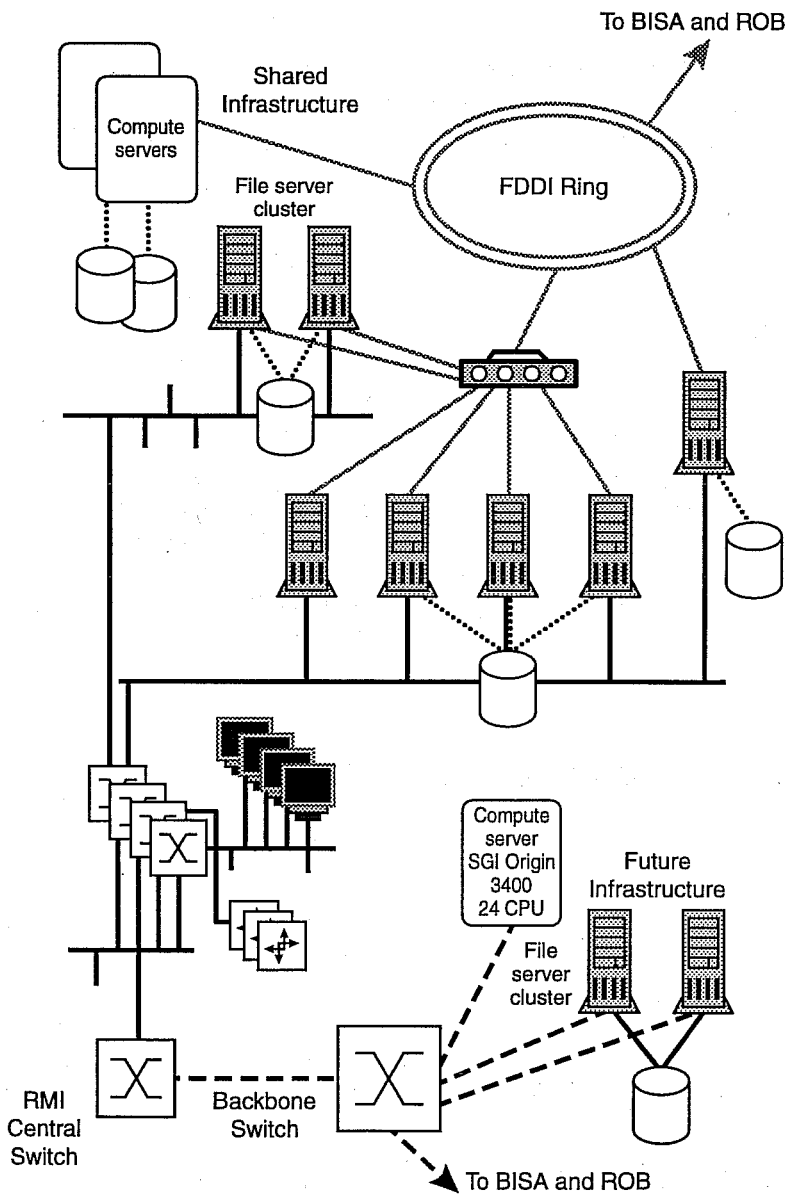 To BISA and ROB
Shared
Infrastructure
Compute
servers
FDDI Ring
File server
cluster
Compute
server
SGI Origin
3400
24 CPU
Future
Infrastructure
File
server
cluster
RMI
Central
Switch
Backbone
Switch
To BISA and ROB